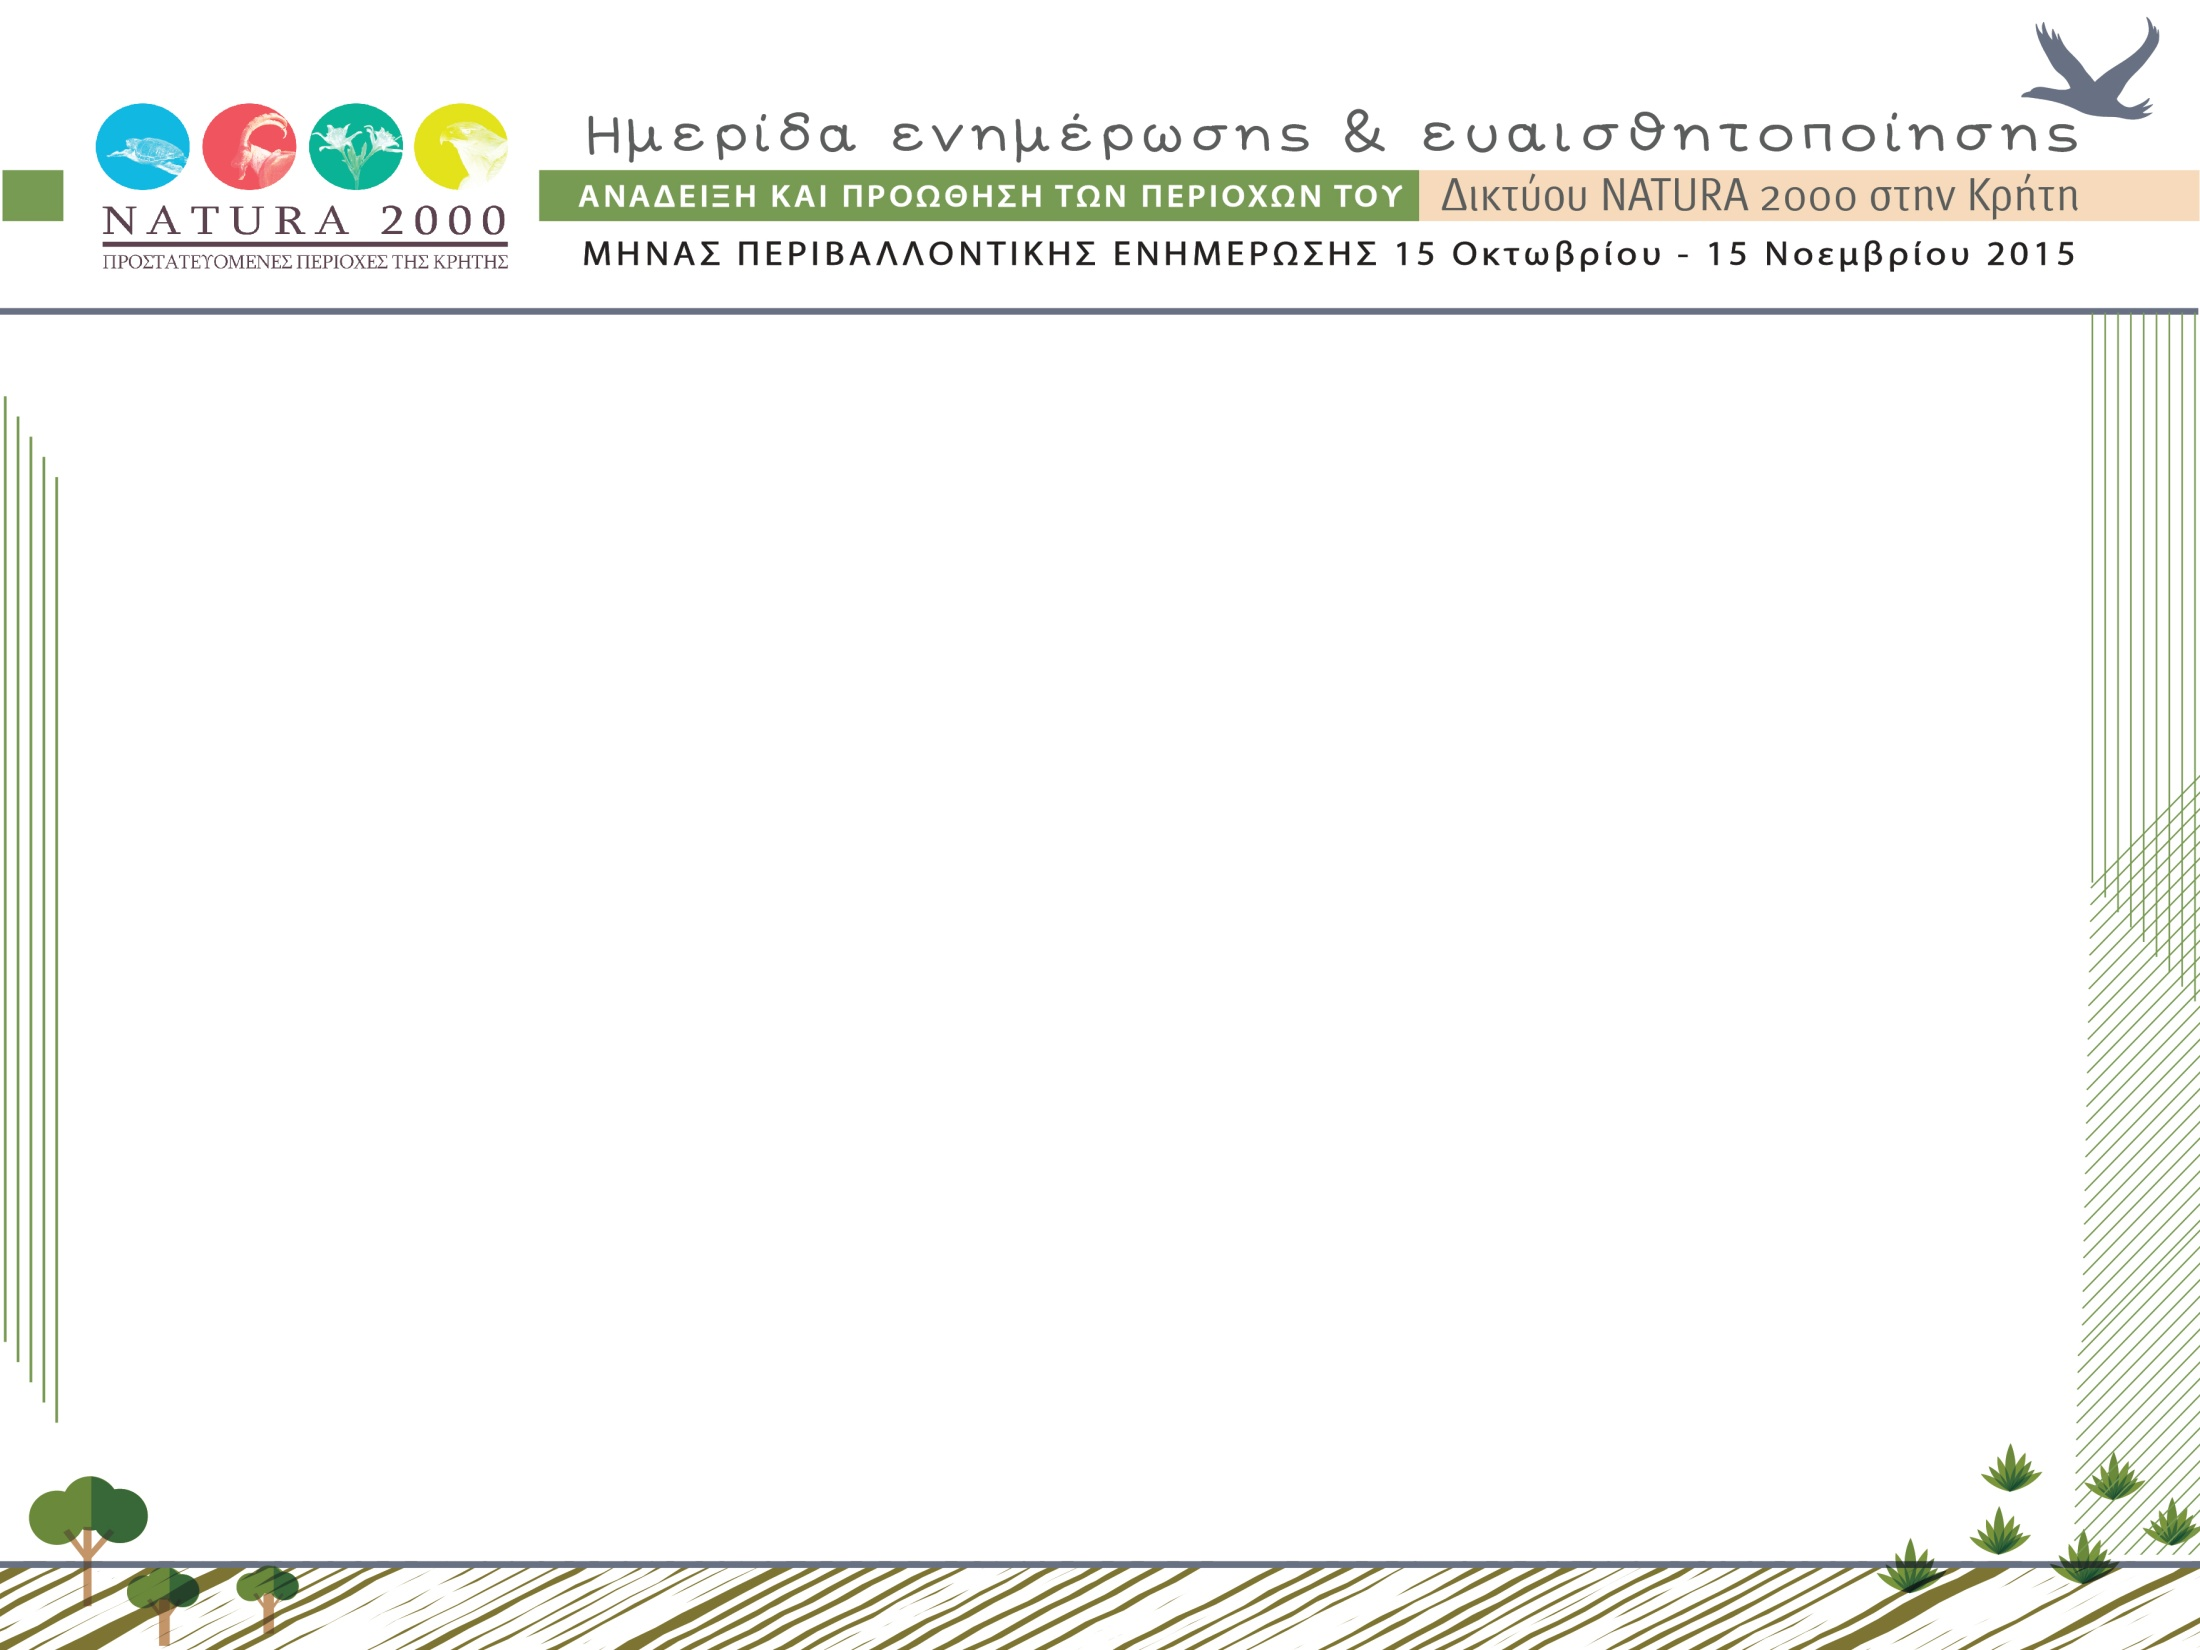 NATURA 2000
ΠΡΟΣΤΑΤΕΥΟΜΕΝΕΣ ΠΕΡΙΟΧΕΣ ΤΗΣ ΚΡΗΤΗΣ
Ημερίδα ενημέρωσης & ευαισθητοποίησης
ΑΝΑΔΕΙΞΗ ΚΑΙ ΠΡΟΩΘΗΣΗ ΤΩΝ ΠΕΡΙΟΧΩΝ ΤΟΥ Δικτύου NATURA 2000 στην Κρήτη
ΜΗΝΑΣ ΠΕΡΙΒΑΛΛΟΝΤΙΚΗΣ ΕΝΗΜΕΡΩΣΗΣ 15 Οκτωβρίου - 15 Νοεμβρίου 2015